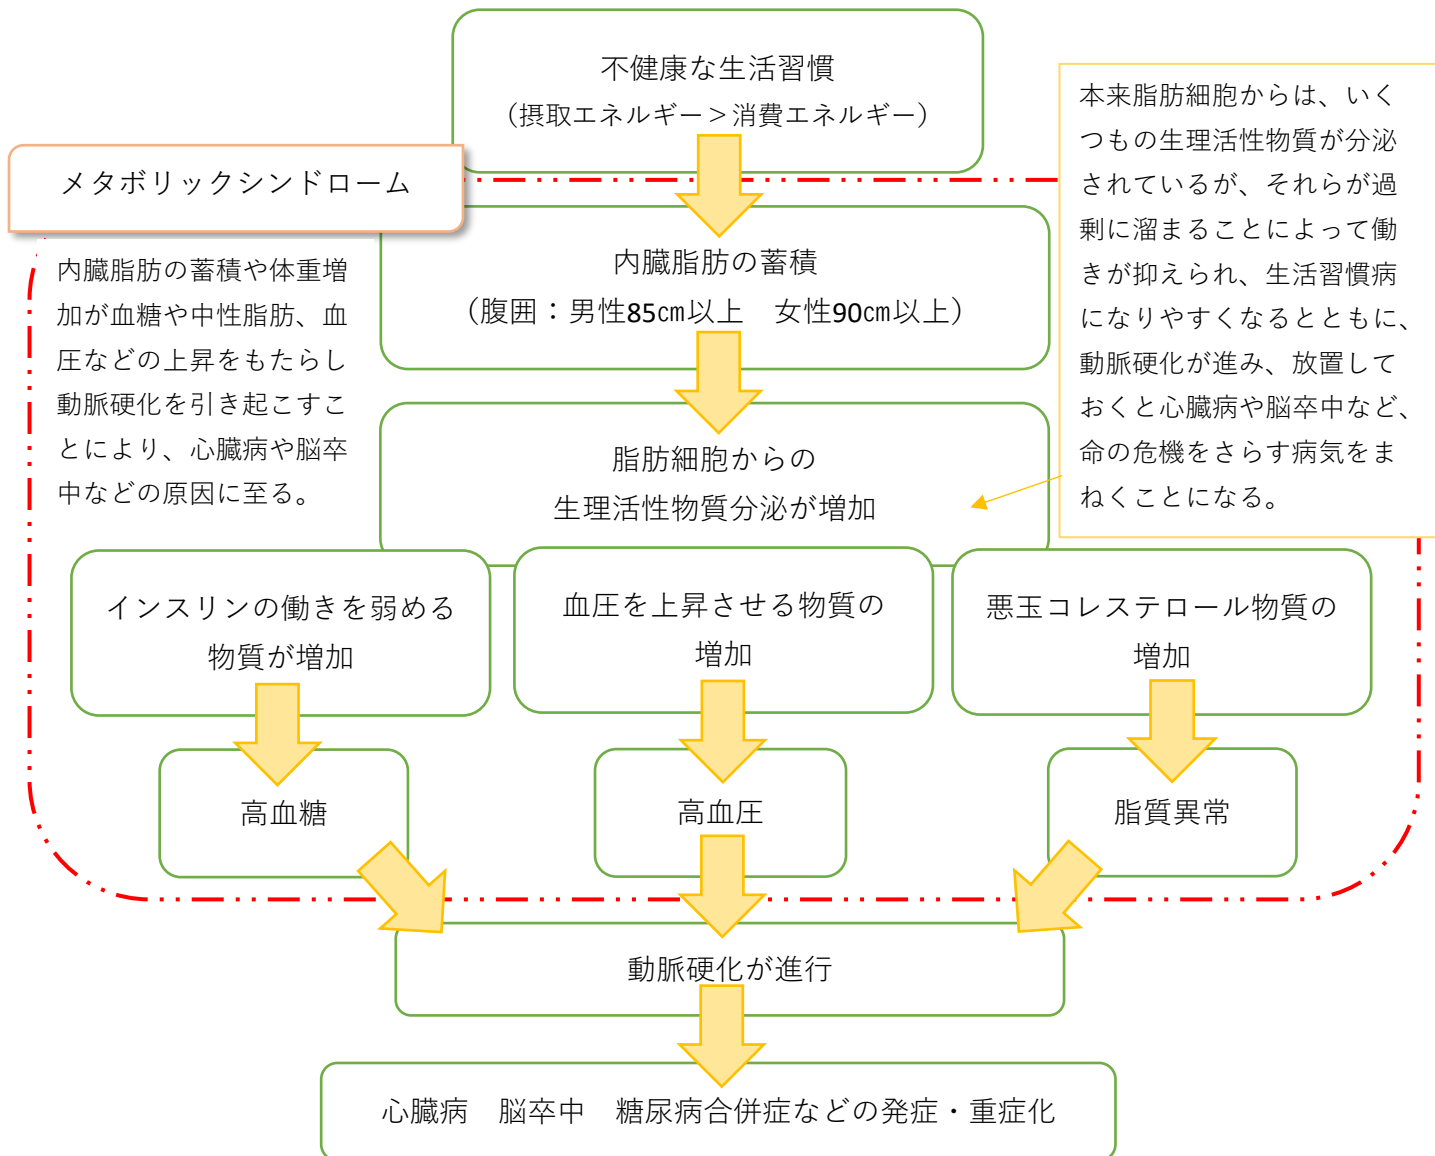 不健康な生活習慣
（摂取エネルギー＞消費エネルギー）
メタボリックシンドローム
内臓脂肪の蓄積や体重増
加が血糖や中性脂肪、血
圧などの上昇をもたらし
動脈硬化を引き起こすこ
とにより、心臓病や脳卒
中などの原因に至る。
内臓脂肪の蓄積
（腹囲：男性85㎝以上　女性90㎝以上）
本来脂肪細胞からは、いく
つもの生理活性物質が分泌
されているが、それらが過
剰に溜まることによって働
きが抑えられ、生活習慣病
になりやすくなるとともに、
動脈硬化が進み、放置して
おくと心臓病や脳卒中など、
命の危機をさらす病気をま
ねくことになる。
脂肪細胞からの
生理活性物質分泌が増加
インスリンの働きを弱める
物質が増加
血圧を上昇させる物質の
増加
悪玉コレステロール物質の
増加
高血糖
高血圧
脂質異常
動脈硬化が進行
心臓病　脳卒中　糖尿病合併症などの発症・重症化